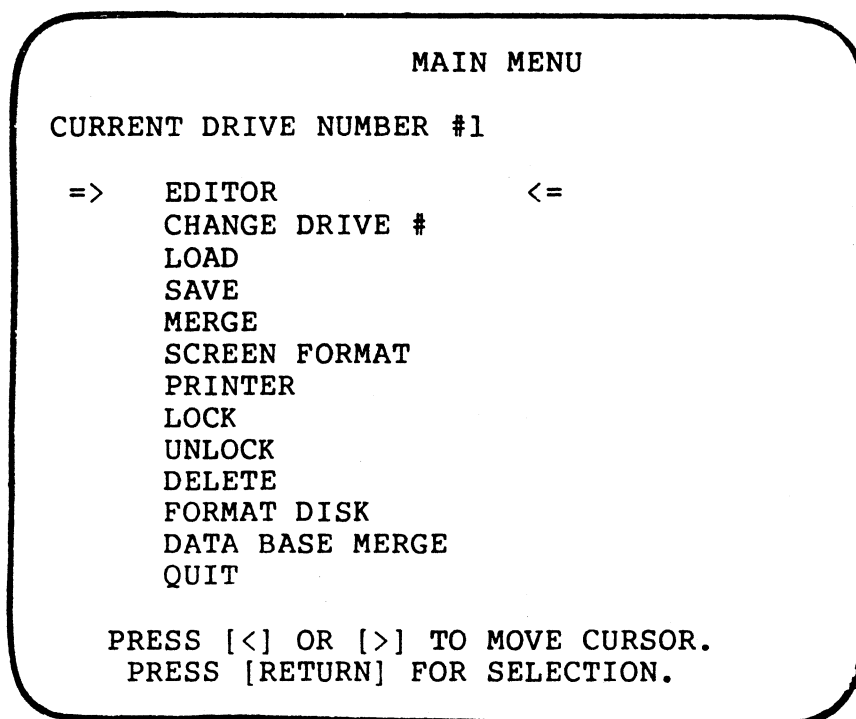 MAIN MENU
CURRENT DRIVE NUMBER #1
=> EDITOR <=
CHANGE DRIVE #
LOAD
SAVE
MERGE
SCREEN FORMAT
PRINTER
LOCK
UNLOCK
DELETE
FORMAT DISK
DATA BASE MERGE
QUIT
PRESS [<] OR [>] TO MOVE CURSOR.
PRESS [RETURN] FOR SELECTION.